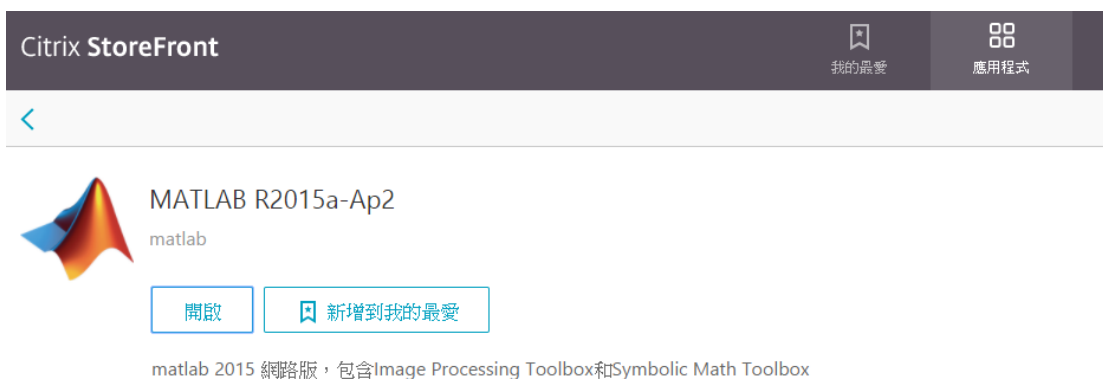 Citrix StoreFront
我的最愛
應用程式
MATLAB R2015a-Ap2
matlab
開啟
新增到我的最愛
matlab 2015 網路版，包含Image Processing Toolbox和Symbolic Math Toolbox